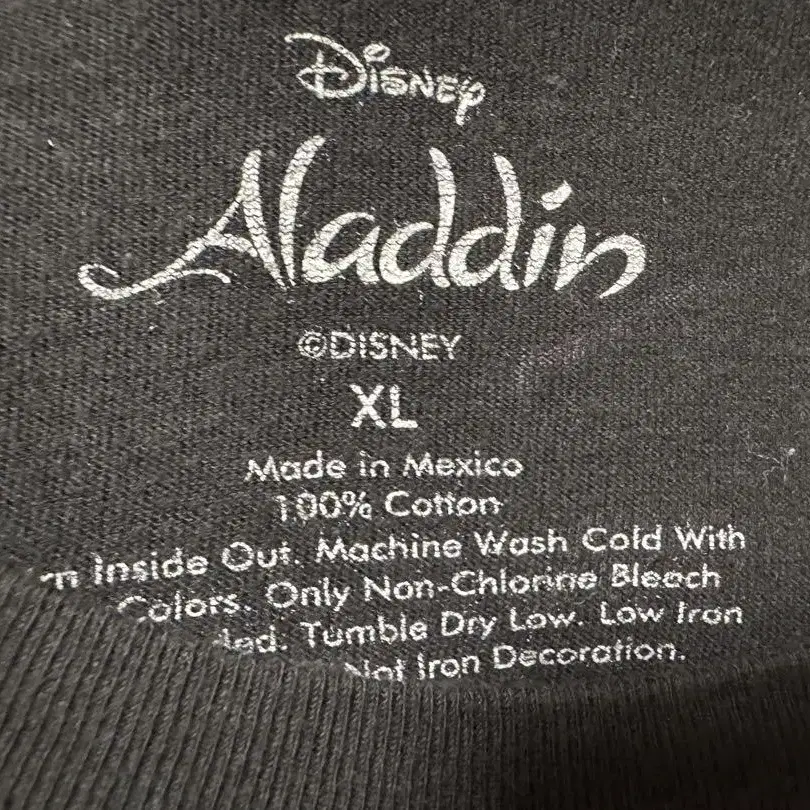 Disney
Aladdin
©DISNEY
XL
Made in Mexico
100% Cotton
Inside Out. Machine Wash Cold With
Colors. Only Non-Chlorine Bleach
Tumble Dry Low. Low Iron
Not Iron Decoration.